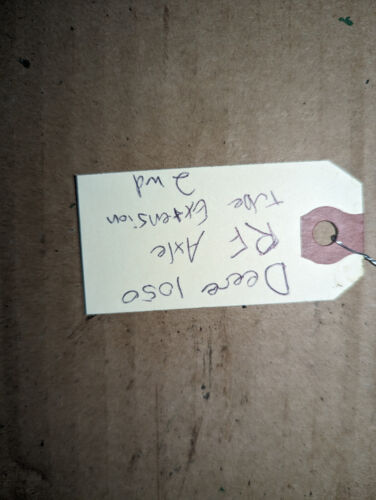 Deere 1050
RF Axle
tube Extension
2 wd